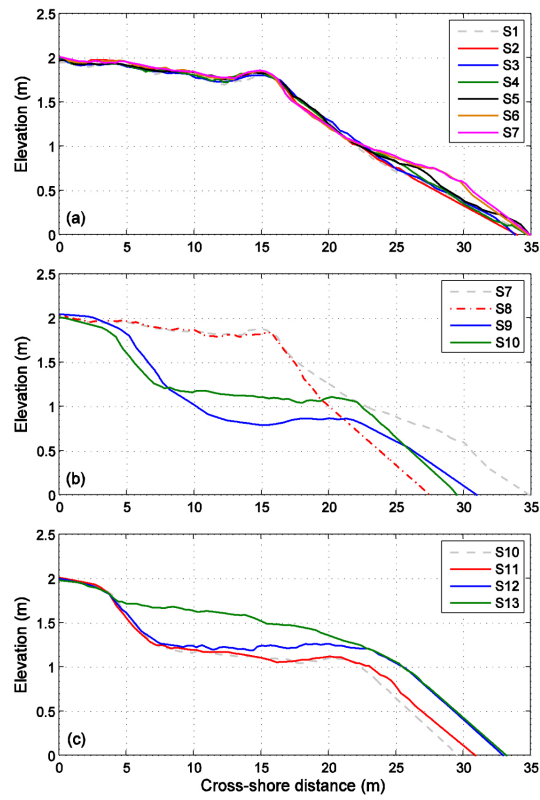 2.5
2
1.5
1
0.5
0
Elevation (m)
(a)
S1
S2
S3
S4
S5
S6
S7
0 5 10 15 20 25 30 35
2.5
2
1.5
1
0.5
0
Elevation (m)
(b)
S7
S8
S9
S10
0 5 10 15 20 25 30 35
2.5
2
1.5
1
0.5
0
Elevation (m)
(c)
S10
S11
S12
S13
0 5 10 15 20 25 30 35
Cross-shore distance (m)